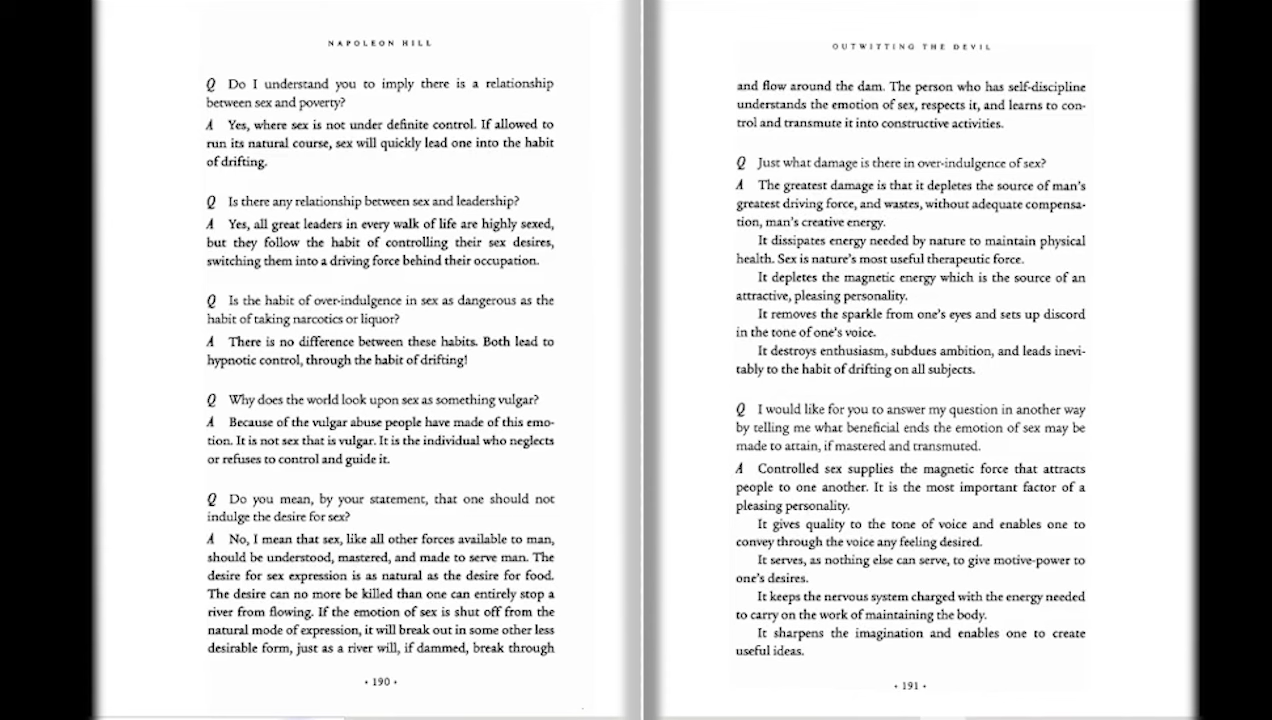 NAPOLEON HILL
Q Do I understand you to imply there is a relationship
between sex and poverty?
A Yes, where sex is not under definite control. If allowed to
run its natural course, sex will quickly lead one into the habit
of drifting.
Q Is there any relationship between sex and leadership?
A Yes, all great leaders in every walk of life are highly sexed,
but they follow the habit of controlling their sex desires,
switching them into a driving force behind their occupation.
Q Is the habit of over-indulgence in sex as dangerous as the
habit of taking narcotics or liquor?
A There is no difference between these habits. Both lead to
hypnotic control, through the habit of drifting!
Q Why does the world look upon sex as something vulgar?
A Because of the vulgar abuse people have made of this emo-
tion. It is not sex that is vulgar. It is the individual who neglects
or refuses to control and guide it.
Q Do you mean, by your statement, that one should not
indulge the desire for sex?
A No, I mean that sex, like all other forces available to man,
should be understood, mastered, and made to serve man. The
desire for sex expression is as natural as the desire for food.
The desire can no more be killed than one can entirely stop a
river from flowing. If the emotion of sex is shut off from the
natural mode of expression, it will break out in some other less
desirable form, just as a river will, if dammed, break through
• 190 •
OUTWITTING THE DEVIL
and flow around the dam. The person who has self-discipline
understands the emotion of sex, respects it, and learns to con-
trol and transmute it into constructive activities.
Q Just what damage is there in over-indulgence of sex?
A The greatest damage is that it depletes the source of man's
greatest driving force, and wastes, without adequate compensa-
tion, man's creative energy.
It dissipates energy needed by nature to maintain physical
health. Sex is nature's most useful therapeutic force.
It depletes the magnetic energy which is the source of an
attractive, pleasing personality.
It removes the sparkle from one's eyes and sets up discord
in the tone of one's voice.
It destroys enthusiasm, subdues ambition, and leads inevi-
tably to the habit of drifting on all subjects.
Q I would like for you to answer my question in another way
by telling me what beneficial ends the emotion of sex may be
made to attain, if mastered and transmuted.
A Controlled sex supplies the magnetic force that attracts
people to one another. It is the most important factor of a
pleasing personality.
It gives quality to the tone of voice and enables one to
convey through the voice any feeling desired.
It serves, as nothing else can serve, to give motive-power to
one's desires.
It keeps the nervous system charged with the energy needed
to carry on the work of maintaining the body.
It sharpens the imagination and enables one to create
useful ideas.
• 191 •